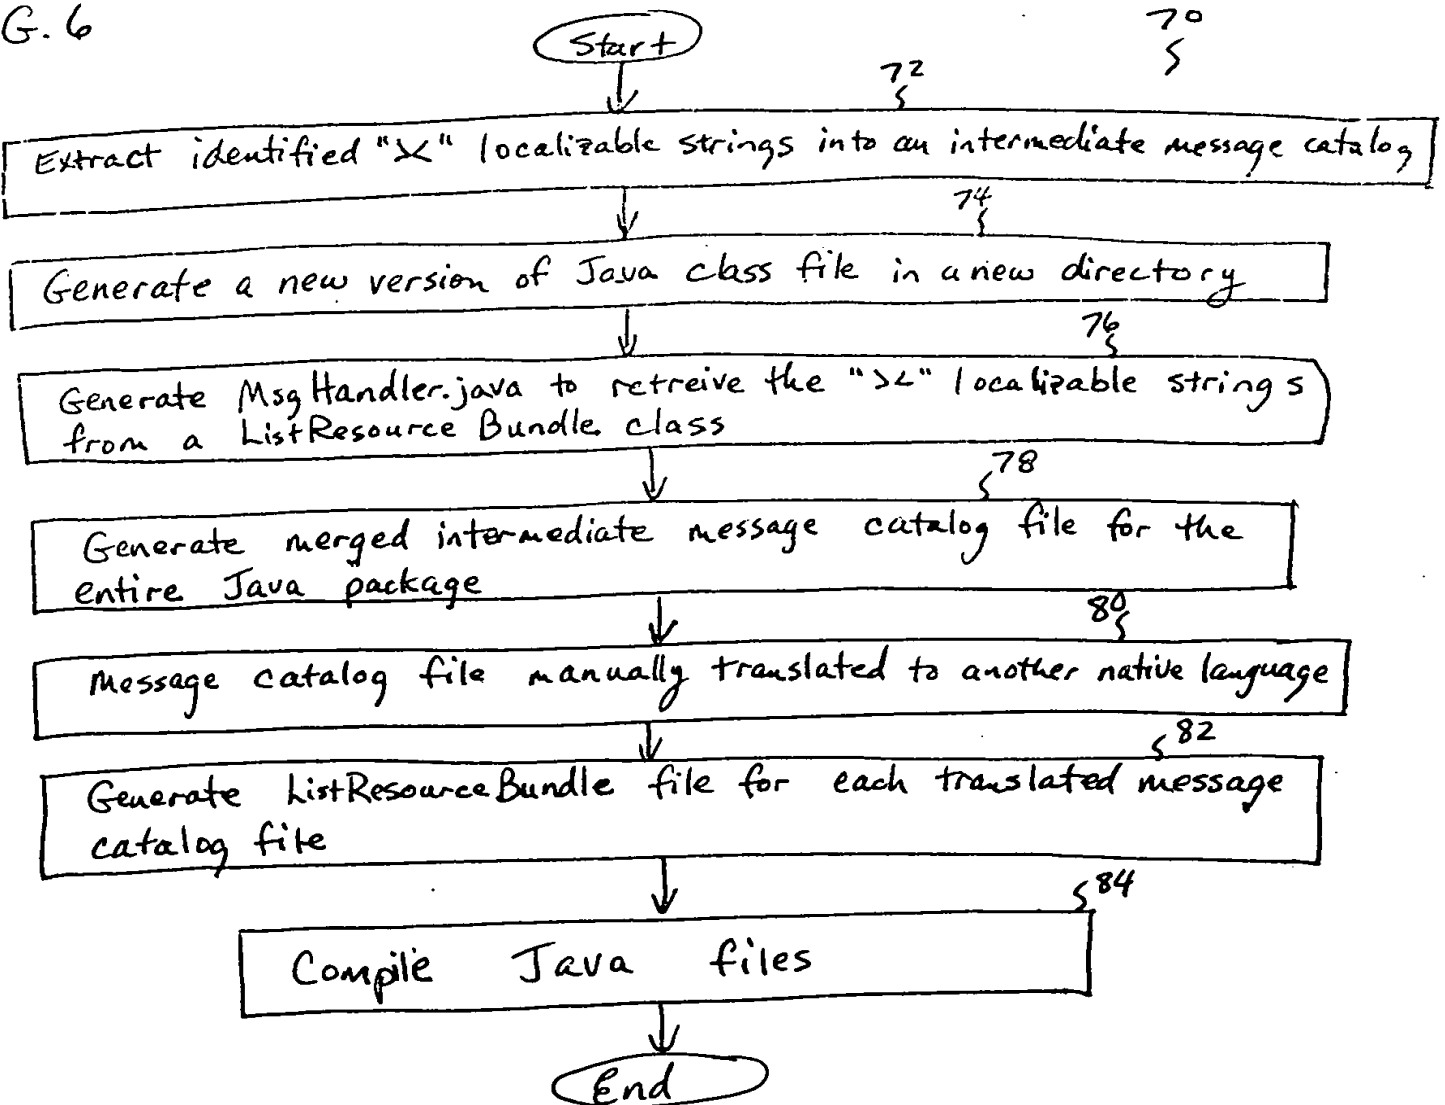 G. 6
70
Start
72
Extract identified "><" localizable strings into an intermediate message catalog
74
Generate a new version of Java class file in a new directory
76
Generate MsgHandler.java to retreive the "><" localizable strings
from a ListResourceBundle class
78
Generate merged intermediate message catalog file for the
entire Java package
80
Message catalog file manually translated to another native language
82
Generate ListResourceBundle file for each translated message
catalog file
84
Compile Java files
End